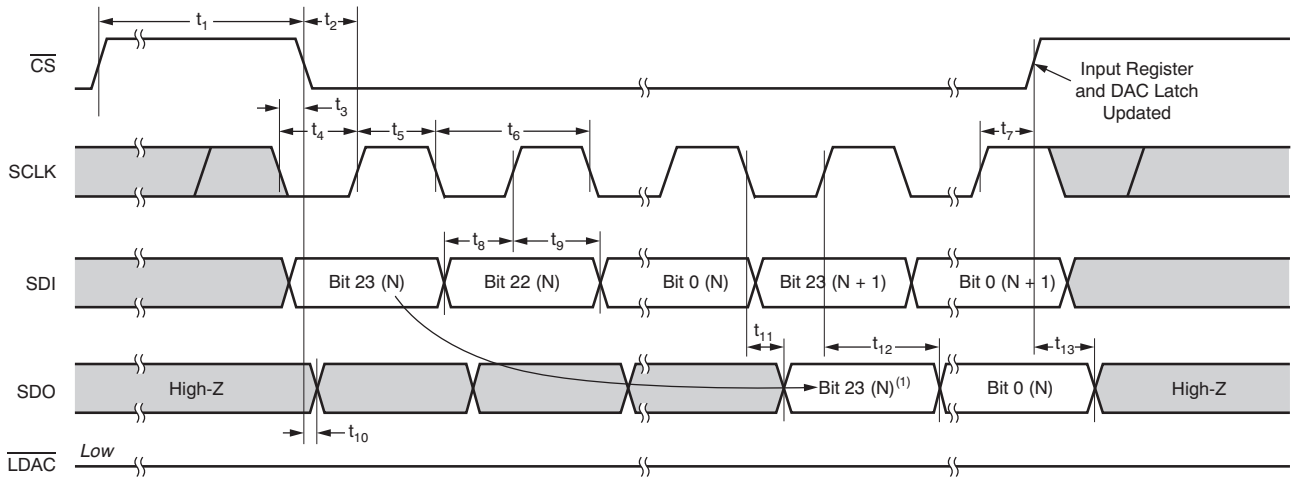 t1
t2
CS
Input Register
and DAC Latch
Updated
t3
t4
t5
t6
t7
SCLK
t8
t9
SDI
Bit 23 (N)
Bit 22 (N)
Bit 0 (N)
Bit 23 (N + 1)
Bit 0 (N + 1)
t11
t12
t13
SDO
High-Z
Bit 23 (N)(1)
Bit 0 (N)
High-Z
t10
LDAC
Low